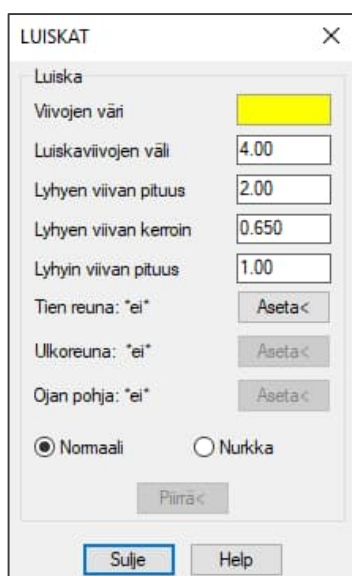 LUISKAT
Luiska
Viivojen väri
Luiskaviivojen väli 4.00
Lyhyen viivan pituus 2.00
Lyhyen viivan kerroin 0.650
Lyhyin viivan pituus 1.00
Tien reuna: *ei* Aseta<
Ulkoreuna: *ei* Aseta<
Ojan pohja: *ei* Aseta<
Normaali Nurkka
Piirrä<
Sulje Help